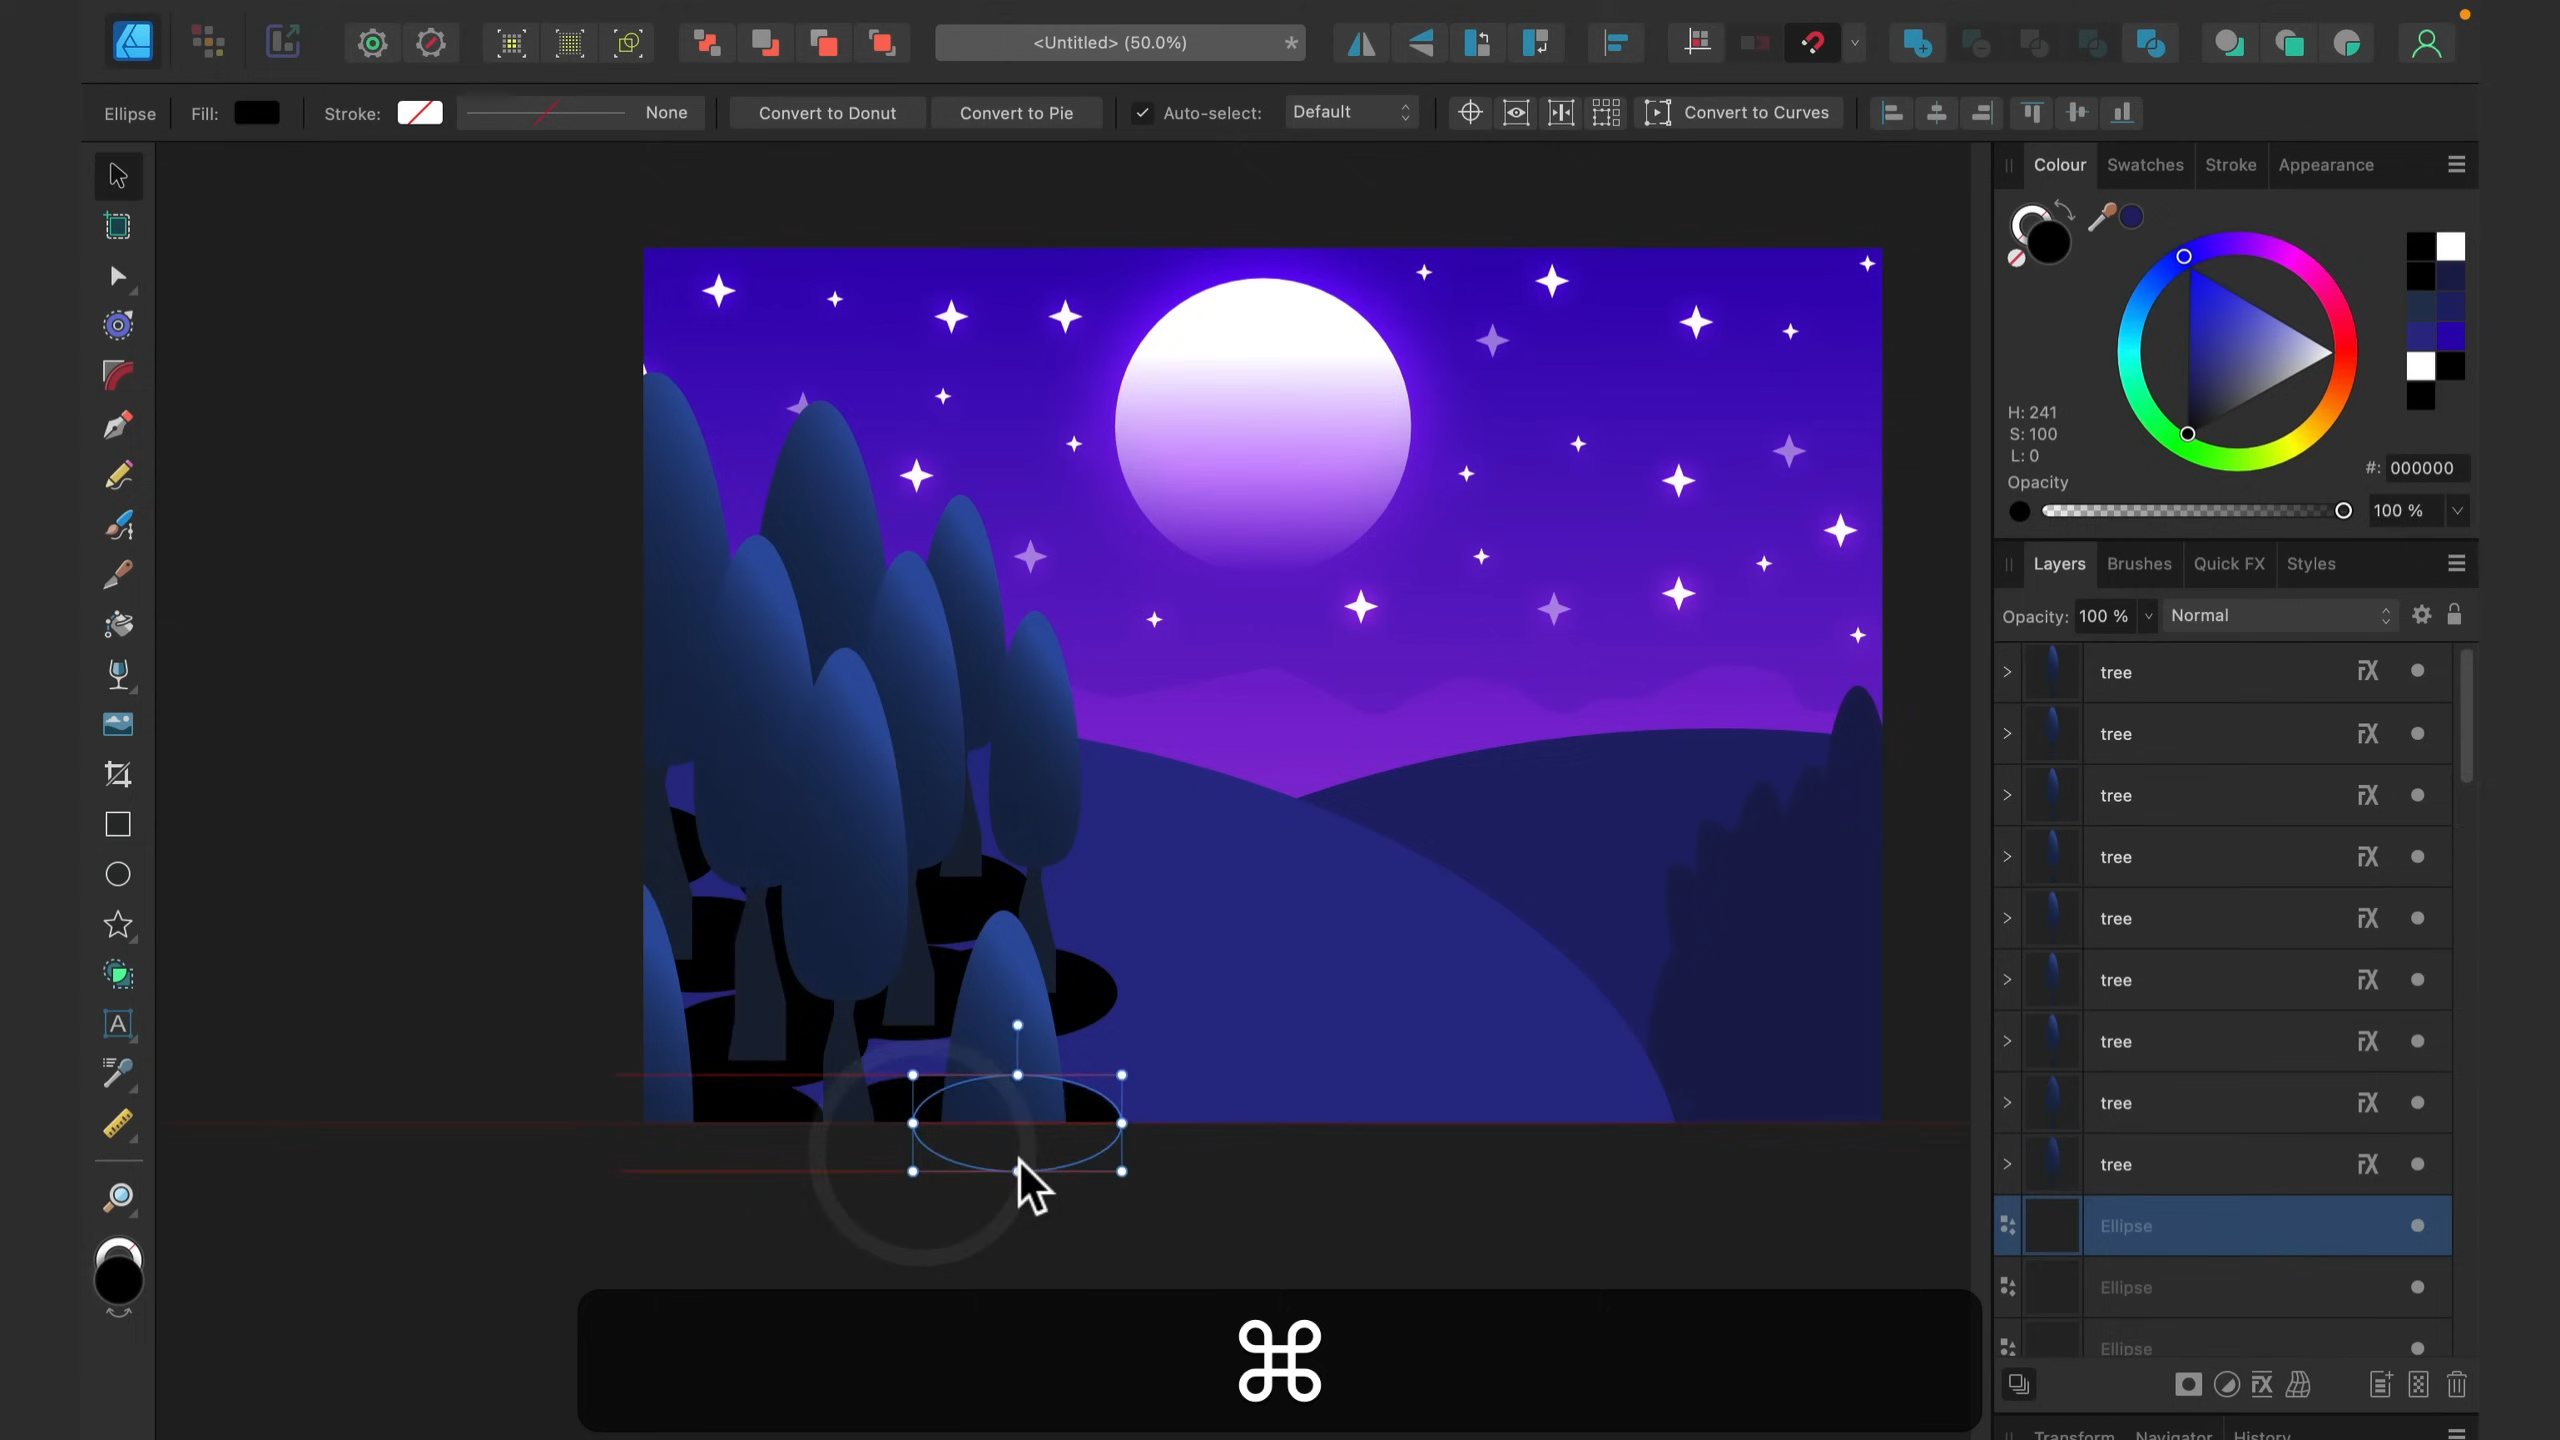 <Untitled> (50.0%)
*
Ellipse
Fill:
Stroke:
None
Convert to Donut
Convert to Pie
Auto-select:
Default
Convert to Curves
Colour
Swatches
Stroke
Appearance
H: 241
S: 100
L: 0
#: 000000
Opacity
100 %
Layers
Brushes
Quick FX
Styles
Opacity: 100 %
Normal
tree
tree
tree
tree
tree
tree
tree
tree
tree
Ellipse
Ellipse
Ellipse
Transform
Navigator
History
A
⌘